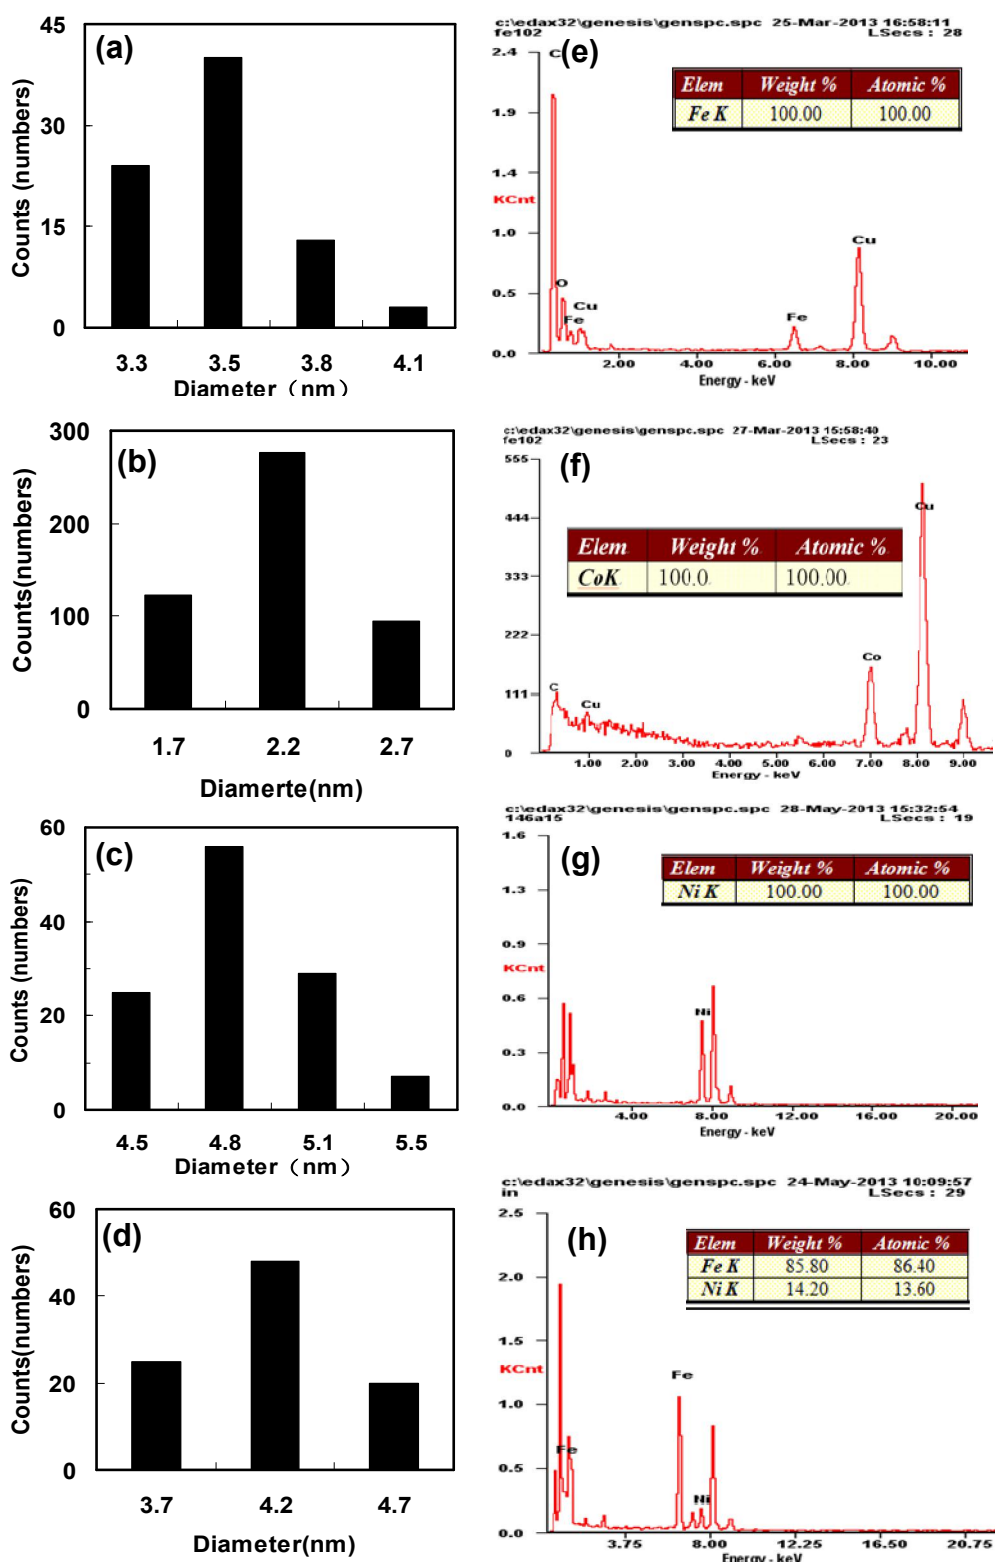 (a)
45
30
15
0
Counts (numbers)
3.3 3.5 3.8 4.1
Diameter (nm)
(e)
c:\edax32\genesis\genspc.spc 25-Mar-2013 16:58:11
fe102 LSecs : 28
2.4
1.9
1.4
KCnt
1.0
0.5
0.0
C
O
Fe
Cu
Fe
Cu
Elem Weight % Atomic %
Fe K 100.00 100.00
2.00 4.00 6.00 8.00 10.00
Energy - keV
(b)
300
200
100
0
Counts(numbers)
1.7 2.2 2.7
Diamerte(nm)
(f)
c:\edax32\genesis\genspc.spc 27-Mar-2013 15:58:40
fe102 LSecs : 23
555
444
333
222
111
0
C
Cu
Co
Cu
Elem Weight % Atomic %
CoK 100.0 100.00
1.00 2.00 3.00 4.00 5.00 6.00 7.00 8.00 9.00
Energy - keV
(c)
60
40
20
0
Counts (numbers)
4.5 4.8 5.1 5.5
Diameter (nm)
(g)
c:\edax32\genesis\genspc.spc 28-May-2013 15:32:54
146a15 LSecs : 19
1.6
1.3
0.9
KCnt
0.6
0.3
0.0
Ni
Elem Weight % Atomic %
Ni K 100.00 100.00
4.00 8.00 12.00 16.00 20.00
Energy - keV
(d)
60
40
20
0
Counts(numbers)
3.7 4.2 4.7
Diameter(nm)
(h)
c:\edax32\genesis\genspc.spc 24-May-2013 10:09:57
in LSecs : 29
2.5
2.0
1.5
KCnt
1.0
0.5
0.0
Fe
Fe
Ni
Elem Weight % Atomic %
Fe K 85.80 86.40
Ni K 14.20 13.60
3.75 8.00 12.25 16.50 20.75
Energy - keV